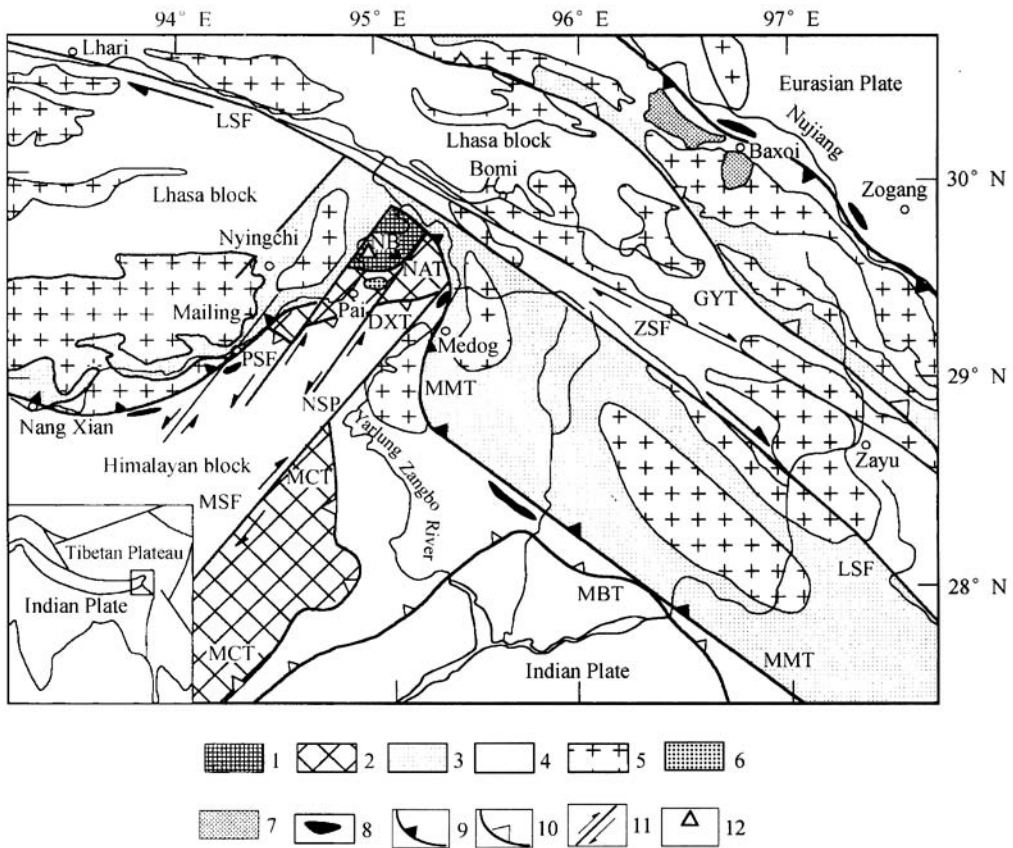 94° E 95° E 96° E 97° E
Lhari
Eurasian Plate
LSF
Nujiang
Lhasa block
Baxoi
Bomi
30° N
Lhasa block
Zogang
Nyingchi
NB
NAT
Mailing
Pai
GYT
DXT
ZSF
PSF
Medog
29° N
MMT
NSP
Nang Xian
Yarlung Zangbo River
Zayu
Himalayan block
MCT
MSF
Tibetan Plateau
LSF
Indian Plate
28° N
MBT
MCT
MMT
Indian Plate
1 2 3 4 5 6
7 8 9 10 11 12